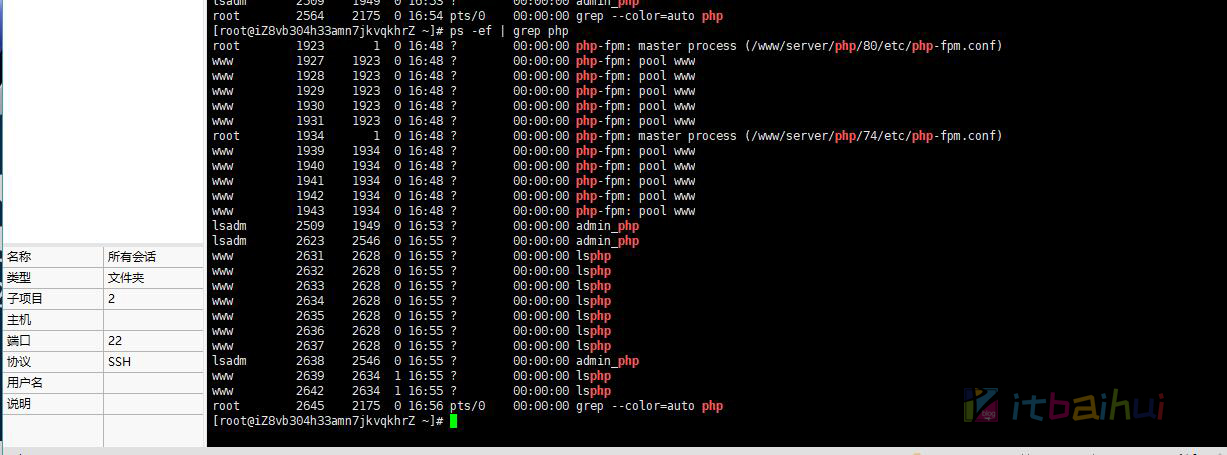 lsadm 2509 1949 0 16:53 ? 00:00:00 admin_php
root 2564 2175 0 16:54 pts/0 00:00:00 grep --color=auto php
[root@iZ8vb304h33amn7jkvqkhrZ ~]# ps -ef | grep php
root 1923 1 0 16:48 ? 00:00:00 php-fpm: master process (/www/server/php/80/etc/php-fpm.conf)
www 1927 1923 0 16:48 ? 00:00:00 php-fpm: pool www
www 1928 1923 0 16:48 ? 00:00:00 php-fpm: pool www
www 1929 1923 0 16:48 ? 00:00:00 php-fpm: pool www
www 1930 1923 0 16:48 ? 00:00:00 php-fpm: pool www
www 1931 1923 0 16:48 ? 00:00:00 php-fpm: pool www
root 1934 1 0 16:48 ? 00:00:00 php-fpm: master process (/www/server/php/74/etc/php-fpm.conf)
www 1939 1934 0 16:48 ? 00:00:00 php-fpm: pool www
www 1940 1934 0 16:48 ? 00:00:00 php-fpm: pool www
www 1941 1934 0 16:48 ? 00:00:00 php-fpm: pool www
www 1942 1934 0 16:48 ? 00:00:00 php-fpm: pool www
www 1943 1934 0 16:48 ? 00:00:00 php-fpm: pool www
lsadm 2509 1949 0 16:53 ? 00:00:00 admin_php
lsadm 2623 2546 0 16:55 ? 00:00:00 admin_php
www 2631 2628 0 16:55 ? 00:00:00 lsphp
www 2632 2628 0 16:55 ? 00:00:00 lsphp
www 2633 2628 0 16:55 ? 00:00:00 lsphp
www 2634 2628 0 16:55 ? 00:00:00 lsphp
www 2635 2628 0 16:55 ? 00:00:00 lsphp
www 2636 2628 0 16:55 ? 00:00:00 lsphp
www 2637 2628 0 16:55 ? 00:00:00 lsphp
lsadm 2638 2546 0 16:55 ? 00:00:00 admin_php
www 2639 2634 1 16:55 ? 00:00:00 lsphp
www 2642 2634 1 16:55 ? 00:00:00 lsphp
root 2645 2175 0 16:56 pts/0 00:00:00 grep --color=auto php
[root@iZ8vb304h33amn7jkvqkhrZ ~]#
名称 所有会话
类型 文件夹
子项目 2
主机
端口 22
协议 SSH
用户名
说明
blog
itbaihui